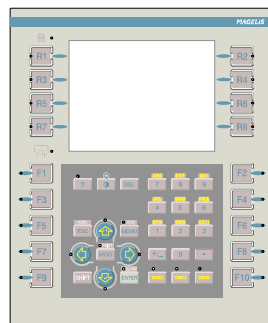 MAGELiS
R1 R2
R3 R4
R5 R6
R7 R8
F1 ? DEL 7 8 9 F2
F3 4 5 6 F4
F5 ESC MENU 1 2 3 F6
F7 MOD +/- 0 • F8
F9 SHIFT ENTER F10